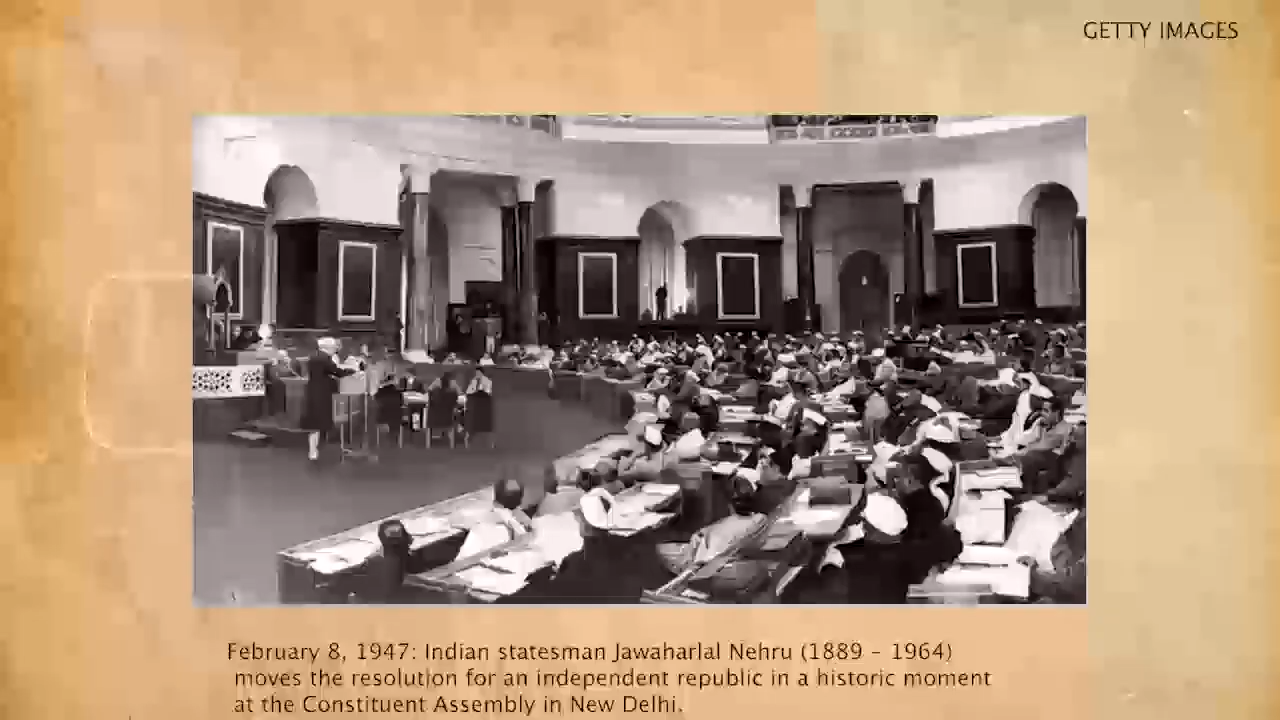 GETTY IMAGES
February 8, 1947: Indian statesman Jawaharlal Nehru (1889 – 1964)
moves the resolution for an independent republic in a historic moment
at the Constituent Assembly in New Delhi.